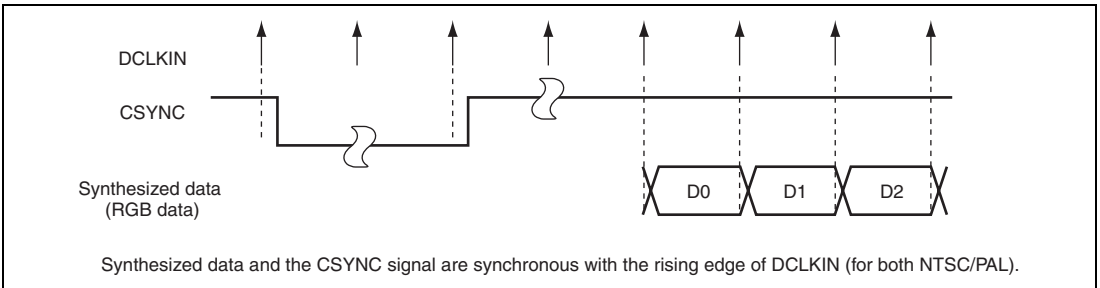 DCLKIN
CSYNC
Synthesized data
(RGB data)
D0
D1
D2
Synthesized data and the CSYNC signal are synchronous with the rising edge of DCLKIN (for both NTSC/PAL).